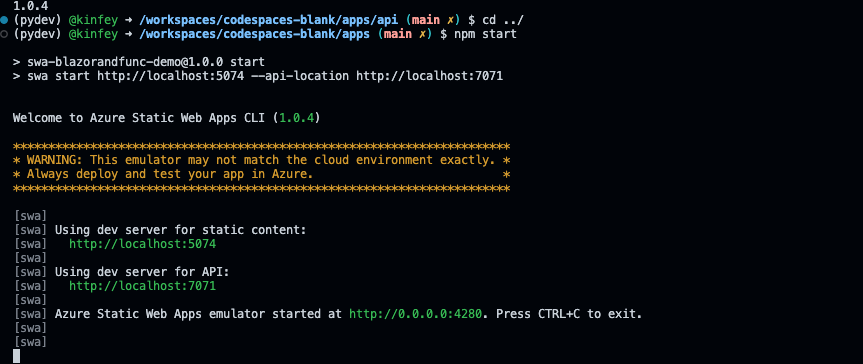 1.0.4
(pydev) @kinfey ➜ /workspaces/codespaces-blank/apps/api (main ✗) $ cd ../
(pydev) @kinfey ➜ /workspaces/codespaces-blank/apps (main ✗) $ npm start
> swa-blazorandfunc-demo@1.0.0 start
> swa start http://localhost:5074 --api-location http://localhost:7071
Welcome to Azure Static Web Apps CLI (1.0.4)
***********************************************************************
* WARNING: This emulator may not match the cloud environment exactly. *
* Always deploy and test your app in Azure. *
***********************************************************************
[swa]
[swa] Using dev server for static content:
[swa] http://localhost:5074
[swa]
[swa] Using dev server for API:
[swa] http://localhost:7071
[swa]
[swa] Azure Static Web Apps emulator started at http://0.0.0.0:4280. Press CTRL+C to exit.
[swa]
[swa]